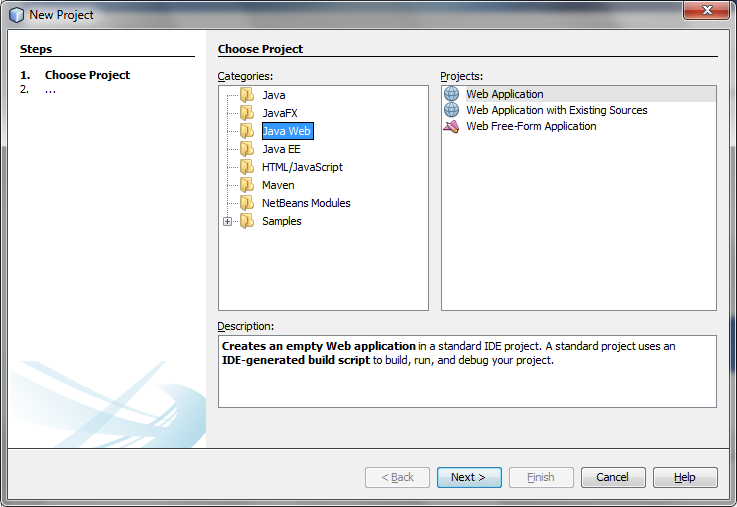 New Project
Steps
1. Choose Project
2. ...
Choose Project
Categories:
Java
JavaFX
Java Web
Java EE
HTML/JavaScript
Maven
NetBeans Modules
Samples
Projects:
Web Application
Web Application with Existing Sources
Web Free-Form Application
Description:
Creates an empty Web application in a standard IDE project. A standard project uses an
IDE-generated build script to build, run, and debug your project.
< Back
Next >
Finish
Cancel
Help